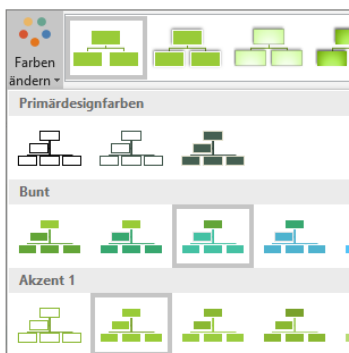 Farben
ändern
Primärdesignfarben
Bunt
Akzent 1